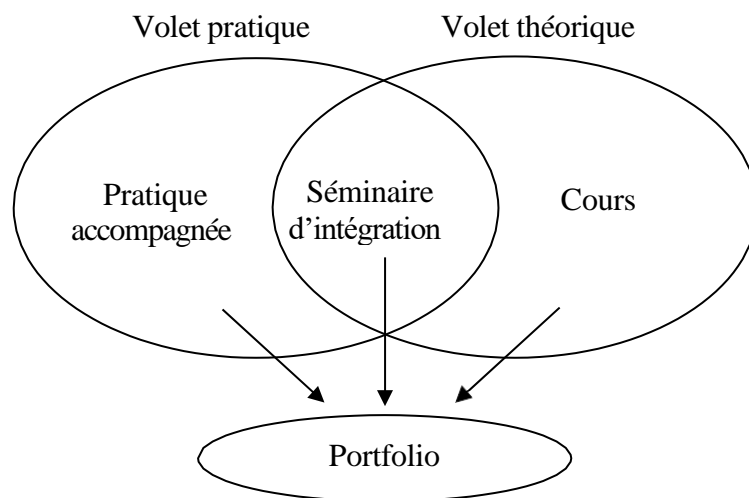 Volet pratique
Volet théorique
Pratique
accompagnée
Séminaire
d'intégration
Cours
Portfolio